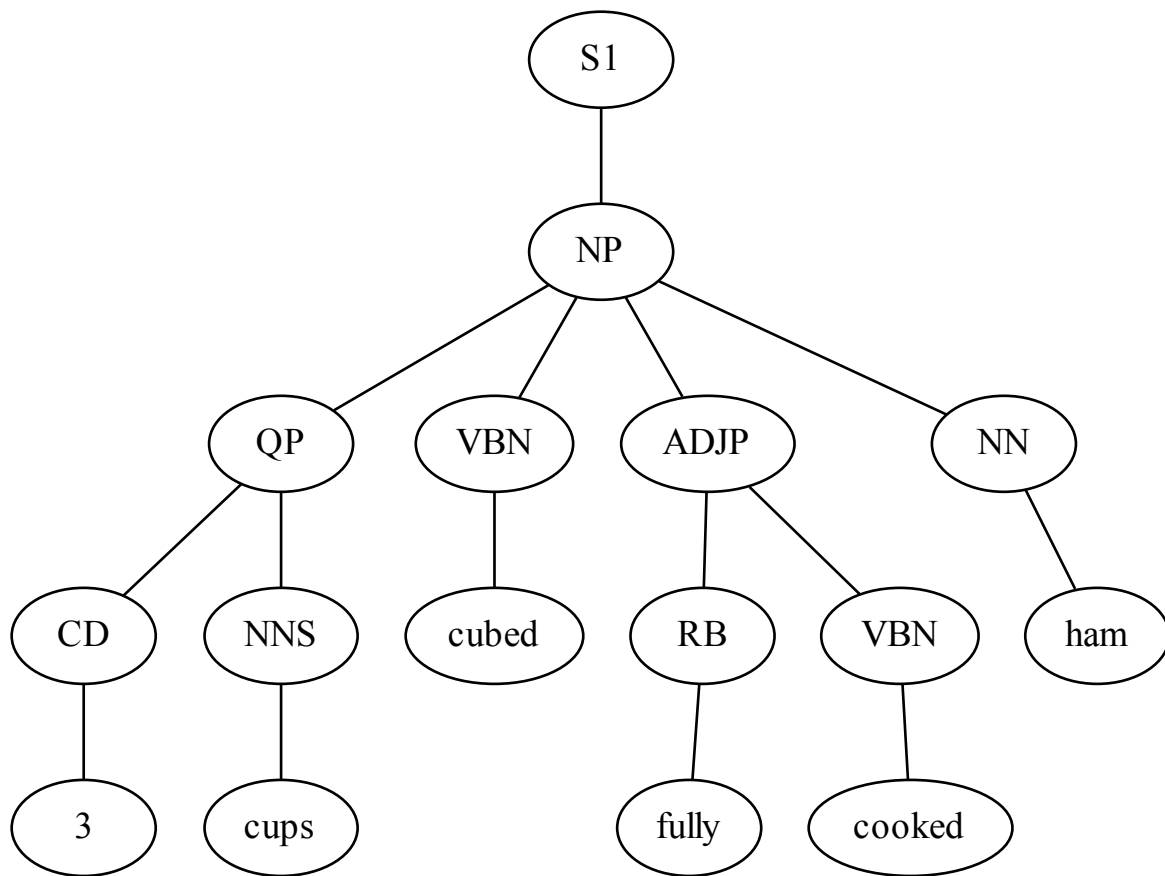 S1
NP
QP VBN ADJP NN
CD NNS cubed RB VBN ham
3 cups fully cooked